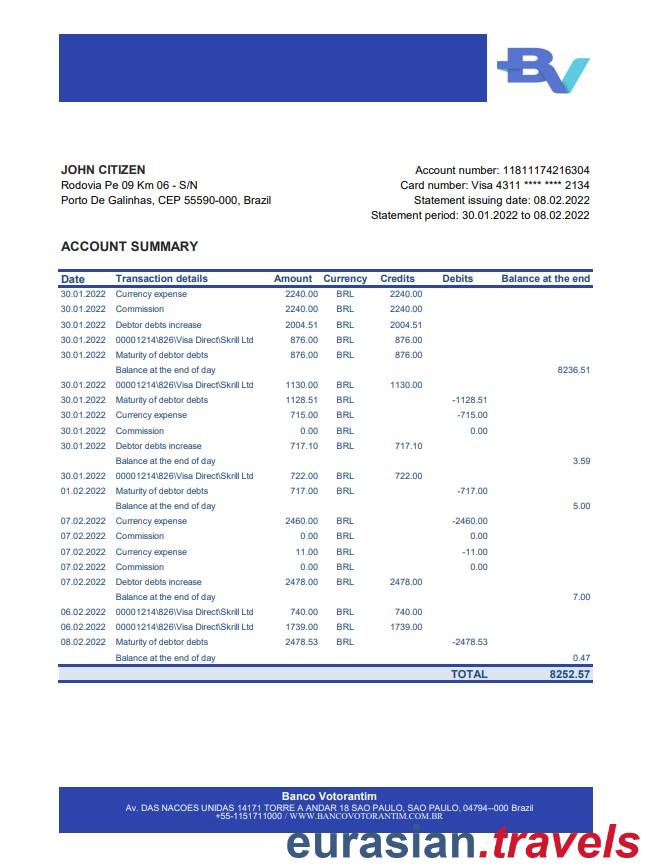 BV
JOHN CITIZEN
Rodovia Pe 09 Km 06 - S/N
Porto De Galinhas, CEP 55590-000, Brazil
Account number: 11811174216304
Card number: Visa 4311 **** **** 2134
Statement issuing date: 08.02.2022
Statement period: 30.01.2022 to 08.02.2022
ACCOUNT SUMMARY
Date Transaction details Amount Currency Credits Debits Balance at the end
30.01.2022 Currency expense 2240.00 BRL 2240.00
30.01.2022 Commission 2240.00 BRL 2240.00
30.01.2022 Debtor debts increase 2004.51 BRL 2004.51
30.01.2022 00001214\826\Visa Direct\Skrill Ltd 876.00 BRL 876.00
30.01.2022 Maturity of debtor debts 876.00 BRL 876.00
Balance at the end of day 8236.51
30.01.2022 00001214\826\Visa Direct\Skrill Ltd 1130.00 BRL 1130.00
30.01.2022 Maturity of debtor debts 1128.51 BRL -1128.51
30.01.2022 Currency expense 715.00 BRL -715.00
30.01.2022 Commission 0.00 BRL 0.00
30.01.2022 Debtor debts increase 717.10 BRL 717.10
Balance at the end of day 3.59
30.01.2022 00001214\826\Visa Direct\Skrill Ltd 722.00 BRL 722.00
01.02.2022 Maturity of debtor debts 717.00 BRL -717.00
Balance at the end of day 5.00
07.02.2022 Currency expense 2460.00 BRL -2460.00
07.02.2022 Commission 0.00 BRL 0.00
07.02.2022 Currency expense 11.00 BRL -11.00
07.02.2022 Commission 0.00 BRL 0.00
07.02.2022 Debtor debts increase 2478.00 BRL 2478.00
Balance at the end of day 7.00
06.02.2022 00001214\826\Visa Direct\Skrill Ltd 740.00 BRL 740.00
06.02.2022 00001214\826\Visa Direct\Skrill Ltd 1739.00 BRL 1739.00
08.02.2022 Maturity of debtor debts 2478.53 BRL -2478.53
Balance at the end of day 0.47
TOTAL 8252.57
Banco Votorantim
Av. DAS NACOES UNIDAS 14171 TORRE A ANDAR 18 SAO PAULO, SAO PAULO, 04794--000 Brazil
+55-1151711000 / WWW.BANCOVOTORANTIM.COM.BR
eurasian.travels